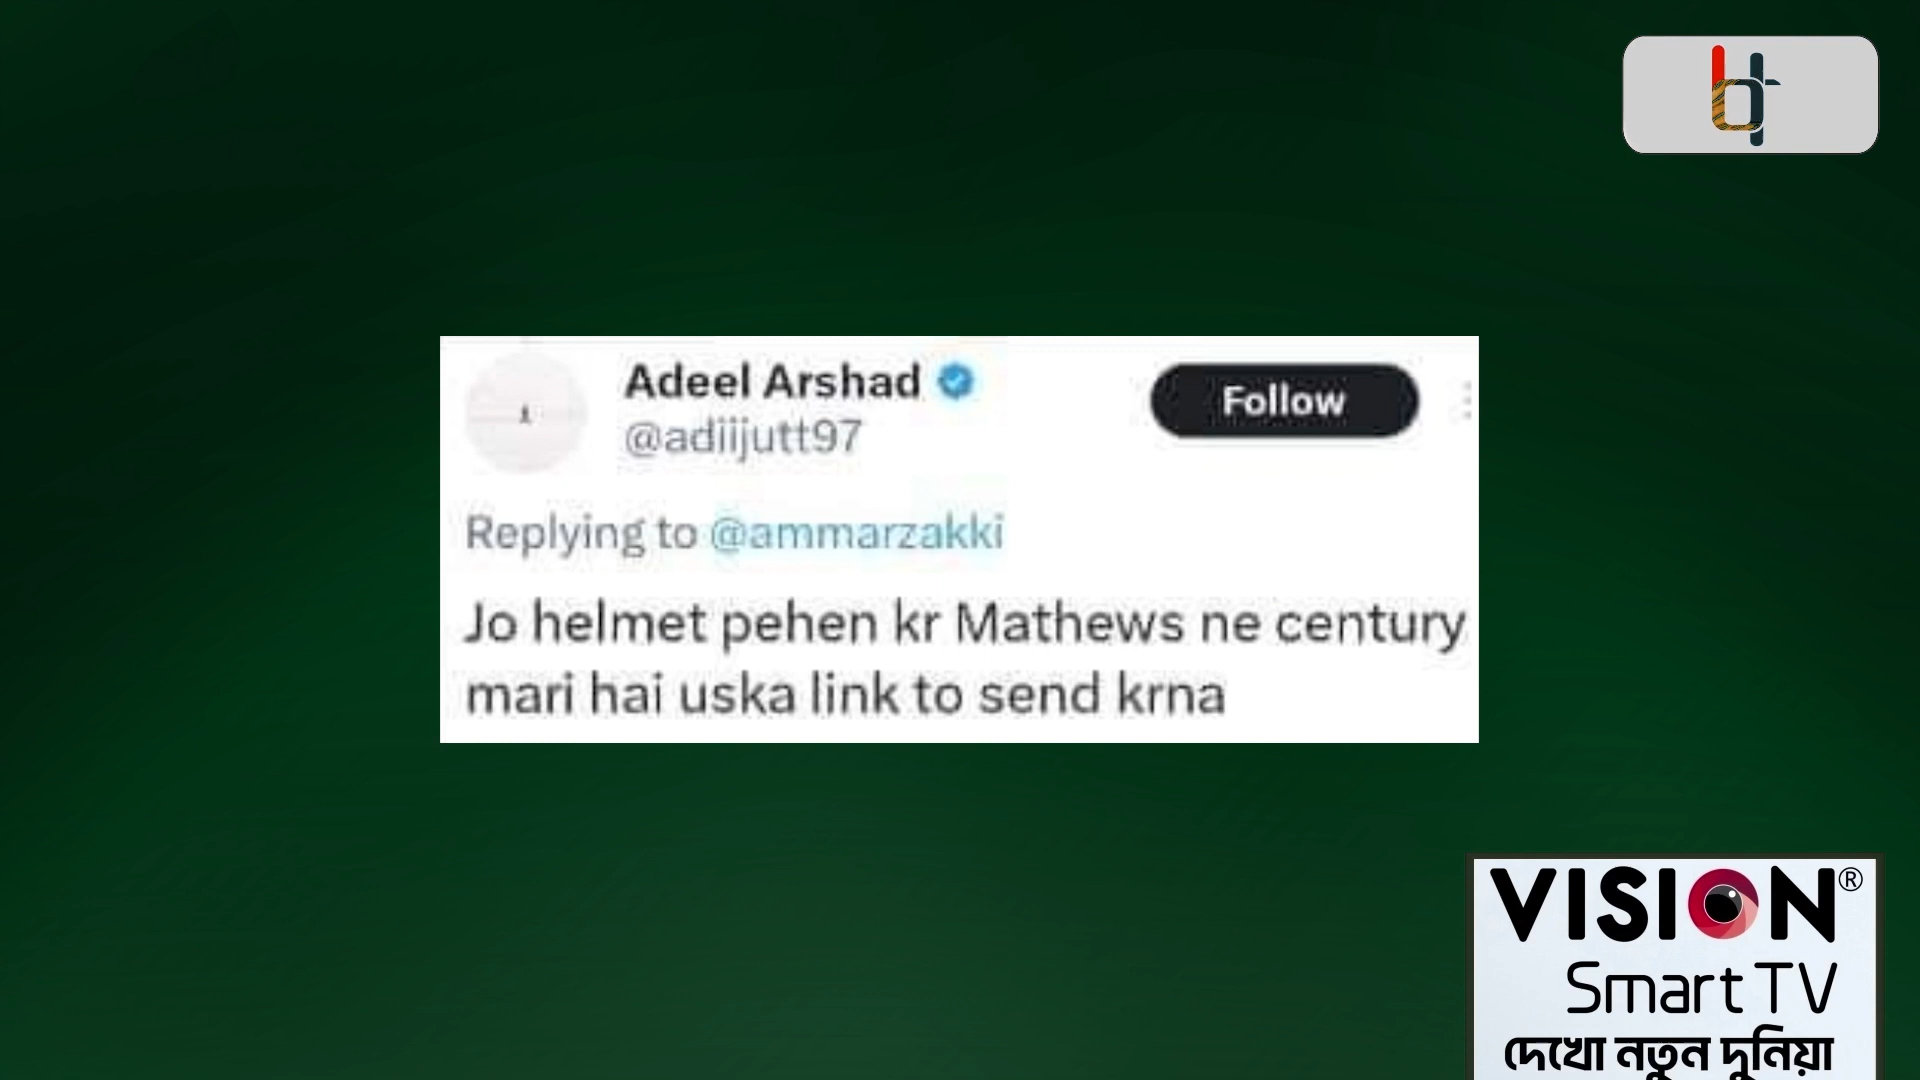 Adeel Arshad
Follow
@adiijutt97
Replying to @ammarzakki
Jo helmet pehen kr Mathews ne century
mari hai uska link to send krna
VISION®
Smart TV
দেখো নতুন দুনিয়া